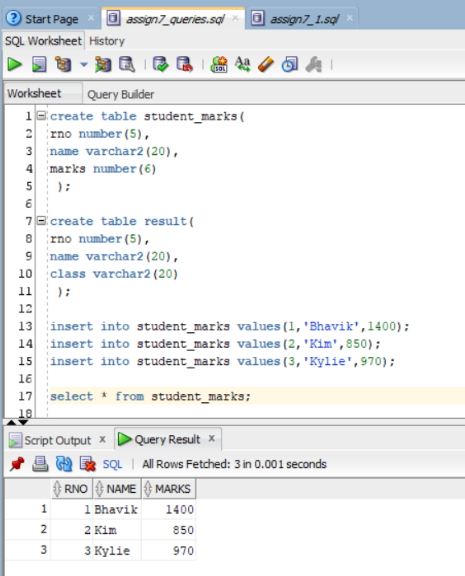 Start Page × assign7_queries.sql × assign7_1.sql ×
SQL Worksheet History
Worksheet Query Builder
1 create table student_marks(
2 rno number(5),
3 name varchar2(20),
4 marks number(6)
5 );
6
7 create table result(
8 rno number(5),
9 name varchar2(20),
10 class varchar2(20)
11 );
12
13 insert into student_marks values(1,'Bhavik',1400);
14 insert into student_marks values(2,'Kim',850);
15 insert into student_marks values(3,'Kylie',970);
16
17 select * from student_marks;
18
Script Output × Query Result ×
SQL | All Rows Fetched: 3 in 0.001 seconds
RNO NAME MARKS
1 1 Bhavik 1400
2 2 Kim 850
3 3 Kylie 970